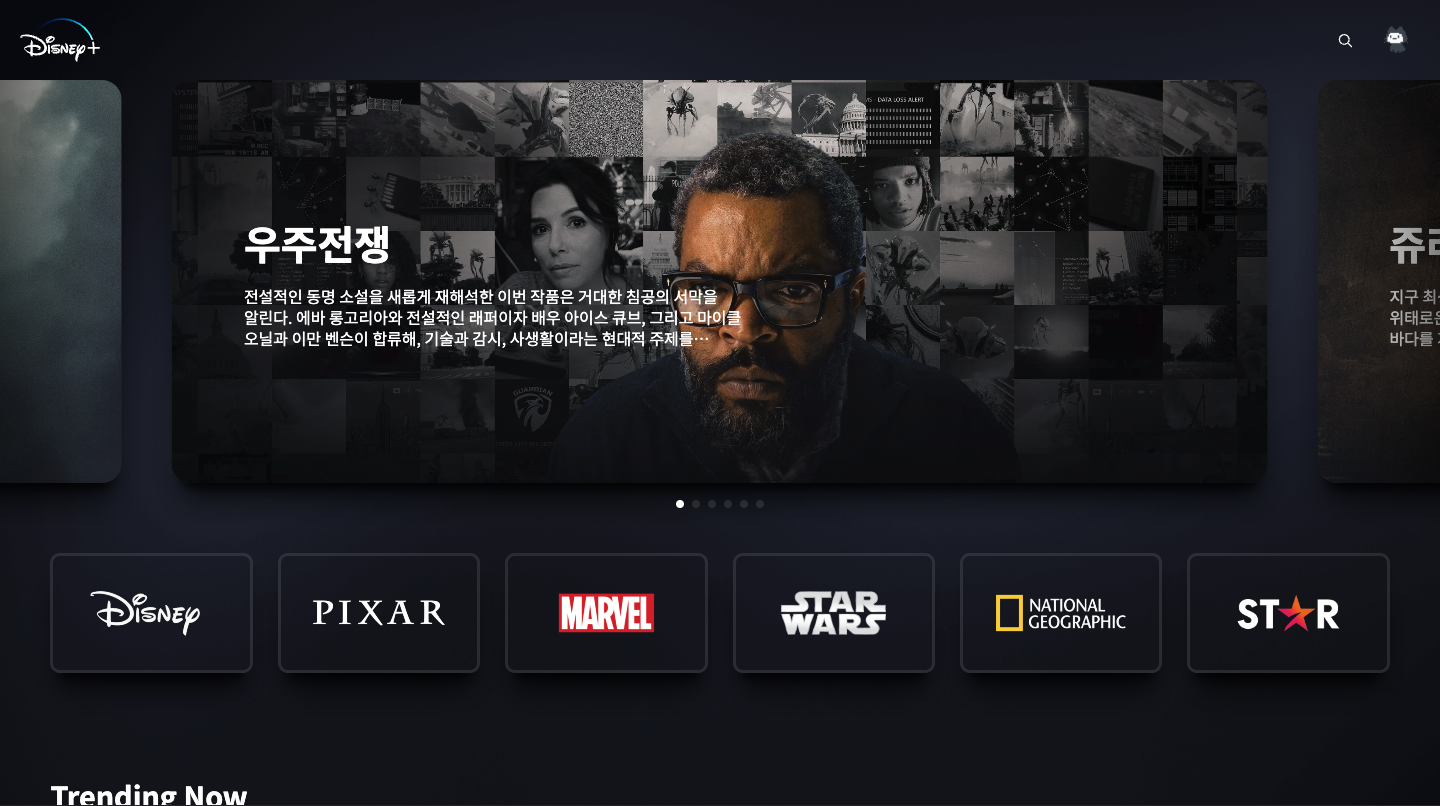 Disney+
DATA LOSS ALERT
우주전쟁
전설적인 동명 소설을 새롭게 재해석한 이번 작품은 거대한 침공의 서막을
알린다. 에바 롱고리아와 전설적인 래퍼이자 배우 아이스 큐브, 그리고 마이클
오닐과 이만 벤슨이 합류해, 기술과 감시, 사생활이라는 현대적 주제를…
쥬라
지구 최
위태로운
바다를
GUARDIAN
Disney
PIXAR
MARVEL
STAR
WARS
NATIONAL
GEOGRAPHIC
STAR
Trending Now